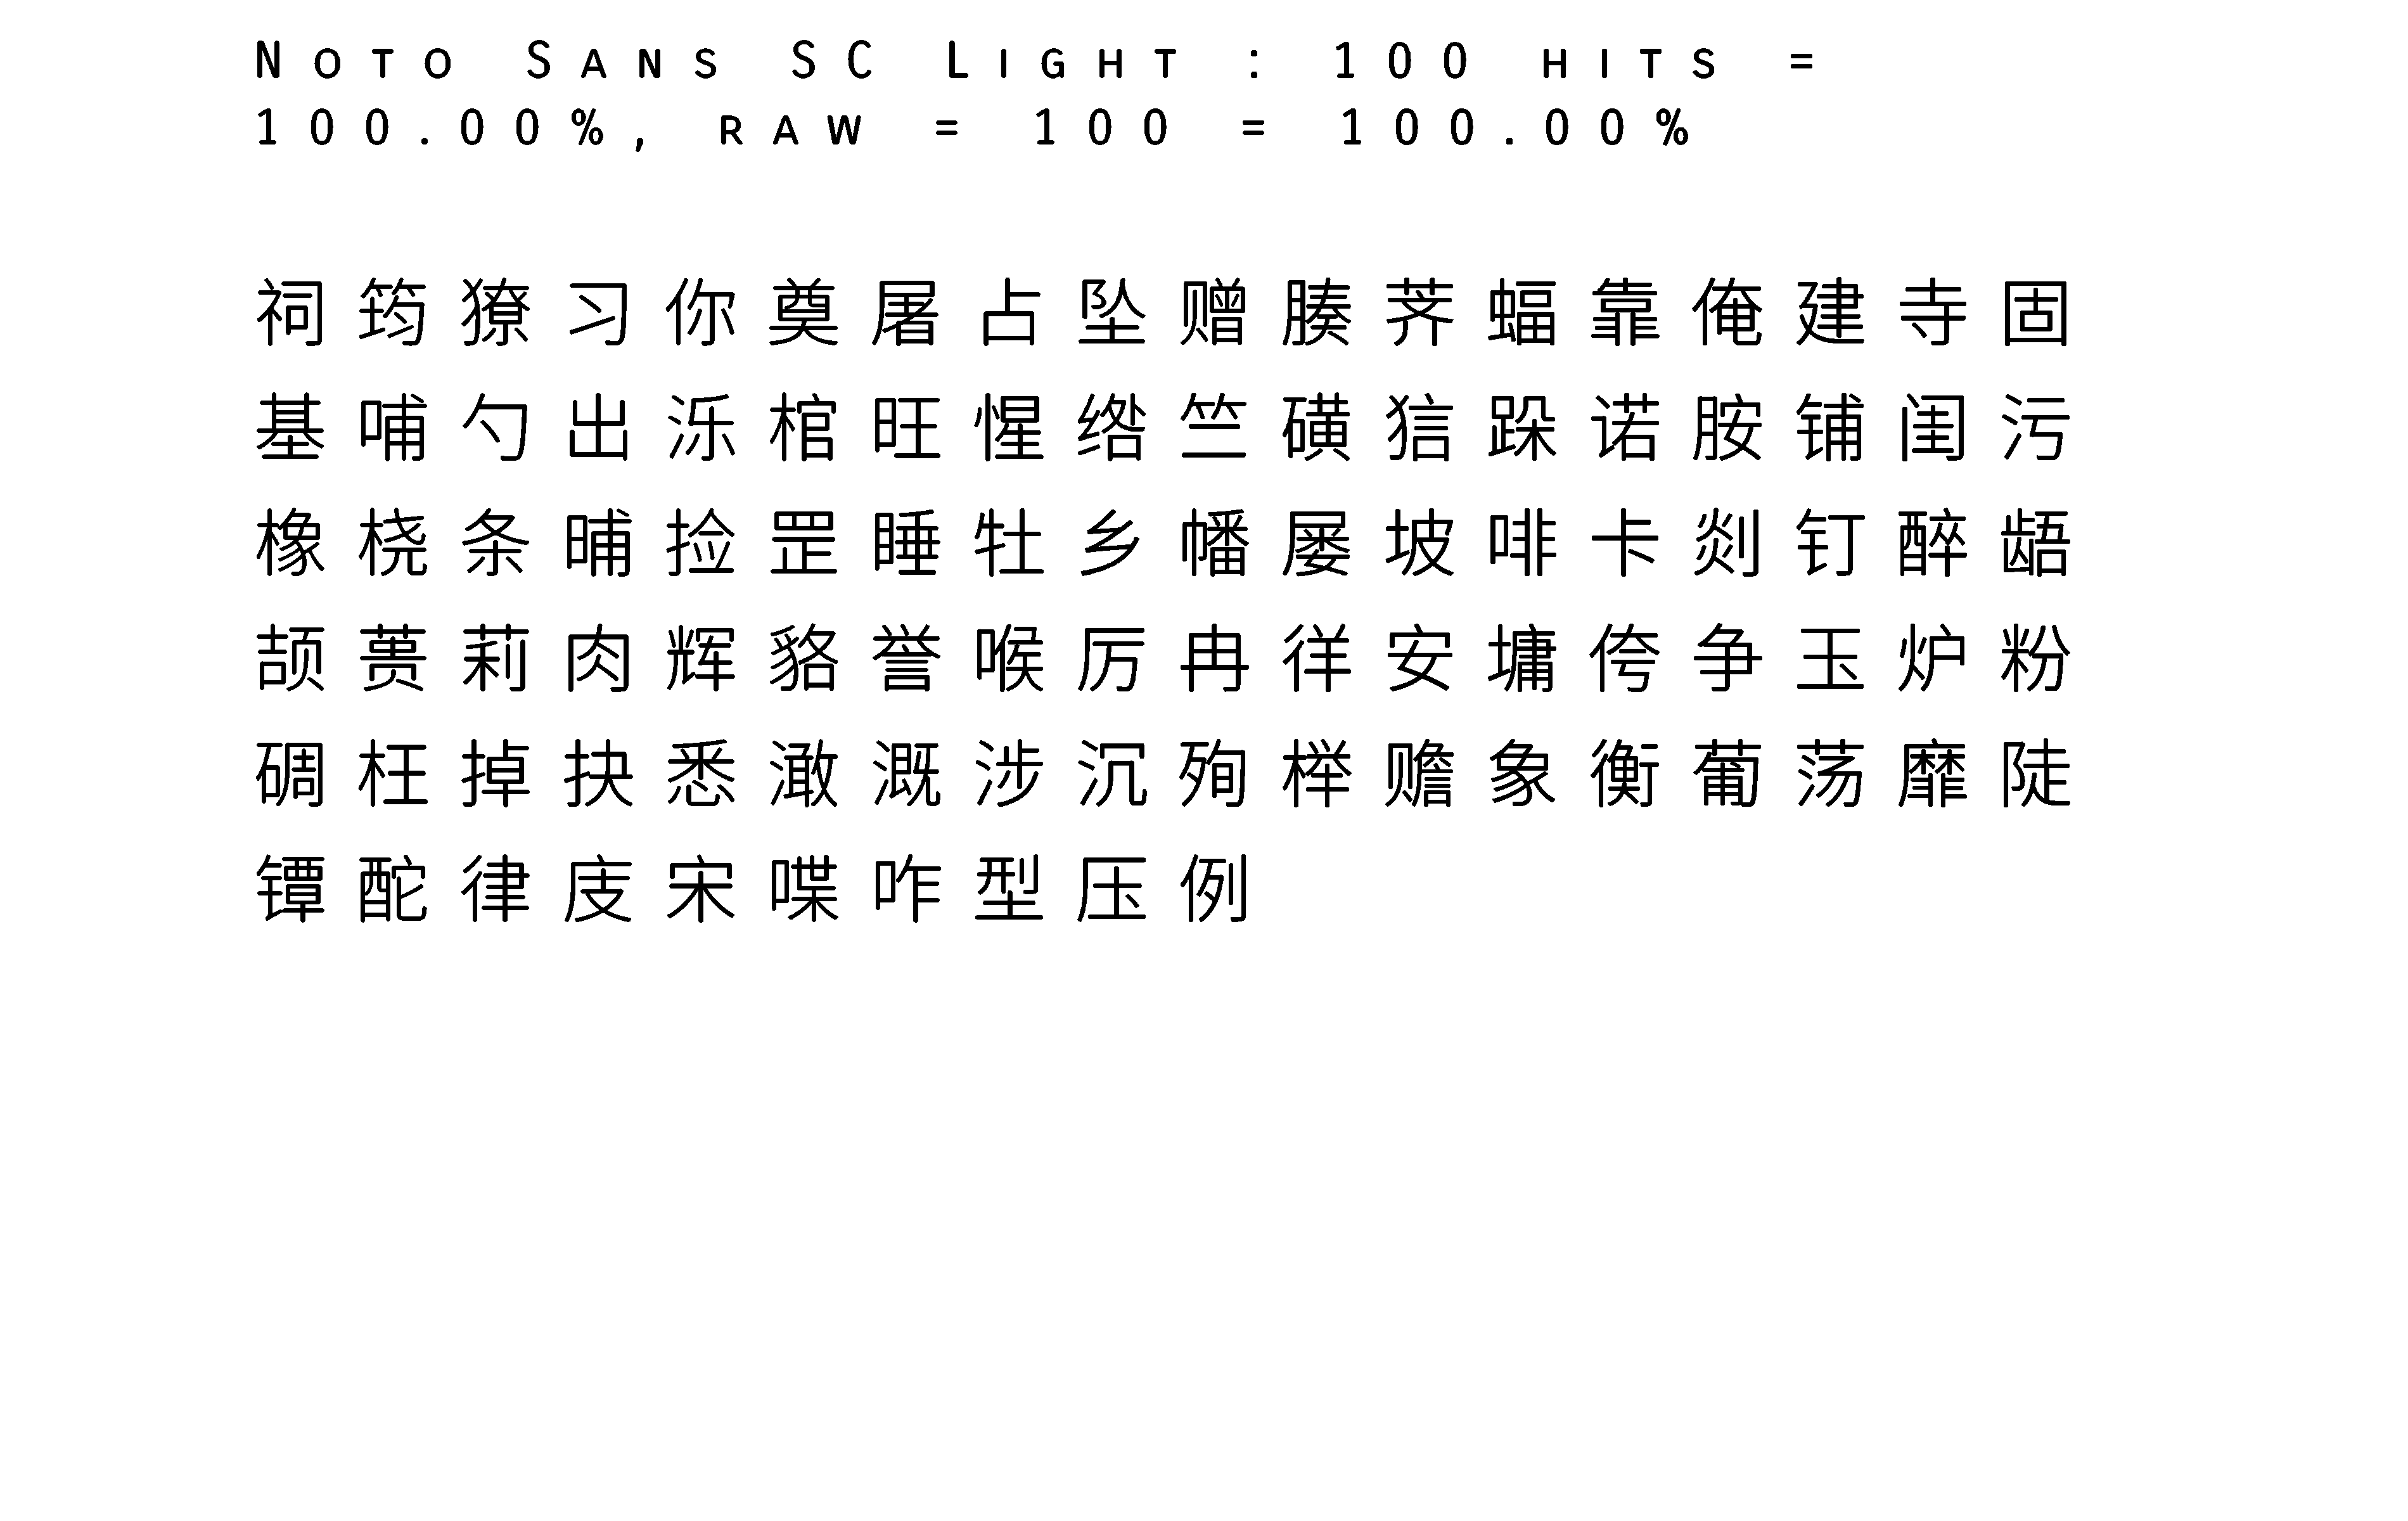 Noto Sans SC Light : 100 hits =
100.00%, raw = 100 = 100.00%
祠筠獠习你奠屠占坠赠腠荠蝠靠俺建寺固
基哺勺出泺棺旺惺绺竺磺狺跺诺胺铺闺污
橡桡条晡捡罡睡牡乡幡屡坡啡卡剡钉醉龉
颉蒉莉肉辉貉誉喉厉冉徉安墉侉争玉炉粉
碉枉掉抉悉澉溉涉沉殉榉赡象衡葡荡靡陡
镡酡律庋宋喋咋型压例